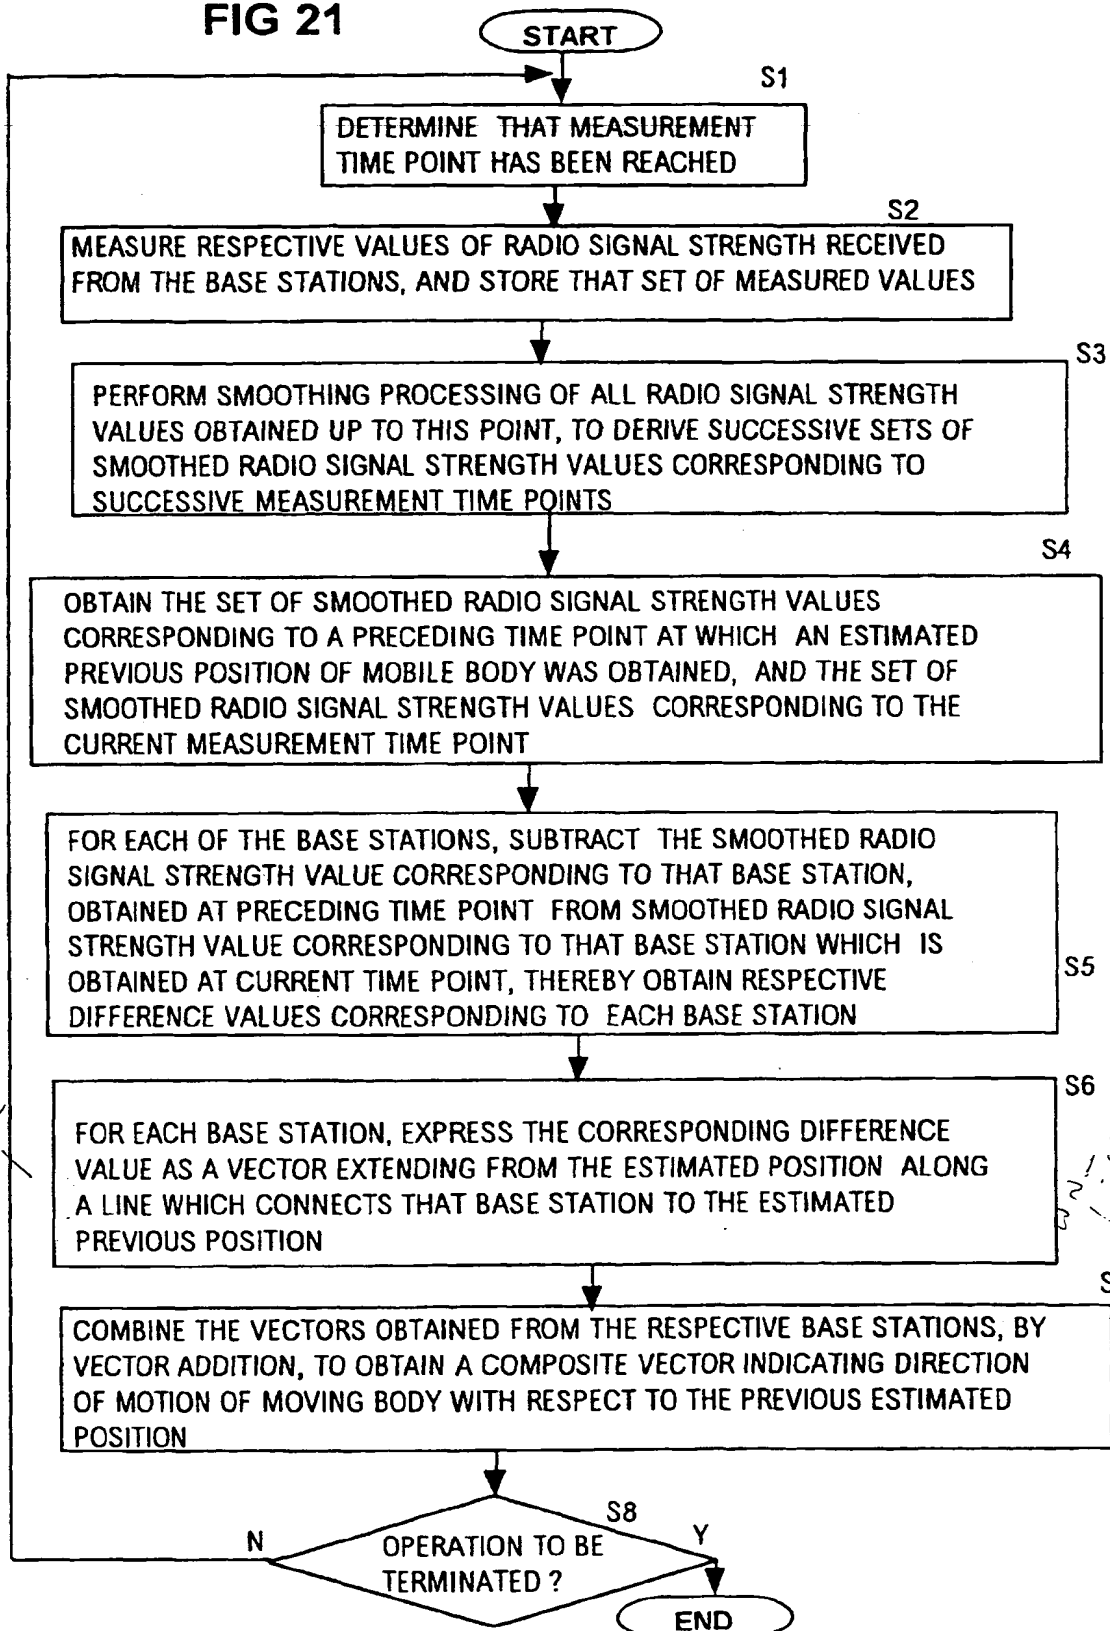 FIG 21
START
S1
DETERMINE THAT MEASUREMENT
TIME POINT HAS BEEN REACHED
S2
MEASURE RESPECTIVE VALUES OF RADIO SIGNAL STRENGTH RECEIVED
FROM THE BASE STATIONS, AND STORE THAT SET OF MEASURED VALUES
S3
PERFORM SMOOTHING PROCESSING OF ALL RADIO SIGNAL STRENGTH
VALUES OBTAINED UP TO THIS POINT, TO DERIVE SUCCESSIVE SETS OF
SMOOTHED RADIO SIGNAL STRENGTH VALUES CORRESPONDING TO
SUCCESSIVE MEASUREMENT TIME POINTS
S4
OBTAIN THE SET OF SMOOTHED RADIO SIGNAL STRENGTH VALUES
CORRESPONDING TO A PRECEDING TIME POINT AT WHICH AN ESTIMATED
PREVIOUS POSITION OF MOBILE BODY WAS OBTAINED, AND THE SET OF
SMOOTHED RADIO SIGNAL STRENGTH VALUES CORRESPONDING TO THE
CURRENT MEASUREMENT TIME POINT
FOR EACH OF THE BASE STATIONS, SUBTRACT THE SMOOTHED RADIO
SIGNAL STRENGTH VALUE CORRESPONDING TO THAT BASE STATION,
OBTAINED AT PRECEDING TIME POINT FROM SMOOTHED RADIO SIGNAL
STRENGTH VALUE CORRESPONDING TO THAT BASE STATION WHICH IS
OBTAINED AT CURRENT TIME POINT, THEREBY OBTAIN RESPECTIVE
DIFFERENCE VALUES CORRESPONDING TO EACH BASE STATION
S5
S6
FOR EACH BASE STATION, EXPRESS THE CORRESPONDING DIFFERENCE
VALUE AS A VECTOR EXTENDING FROM THE ESTIMATED POSITION ALONG
A LINE WHICH CONNECTS THAT BASE STATION TO THE ESTIMATED
PREVIOUS POSITION
COMBINE THE VECTORS OBTAINED FROM THE RESPECTIVE BASE STATIONS, BY
VECTOR ADDITION, TO OBTAIN A COMPOSITE VECTOR INDICATING DIRECTION
OF MOTION OF MOVING BODY WITH RESPECT TO THE PREVIOUS ESTIMATED
POSITION
S8
N
OPERATION TO BE
TERMINATED ?
Y
END